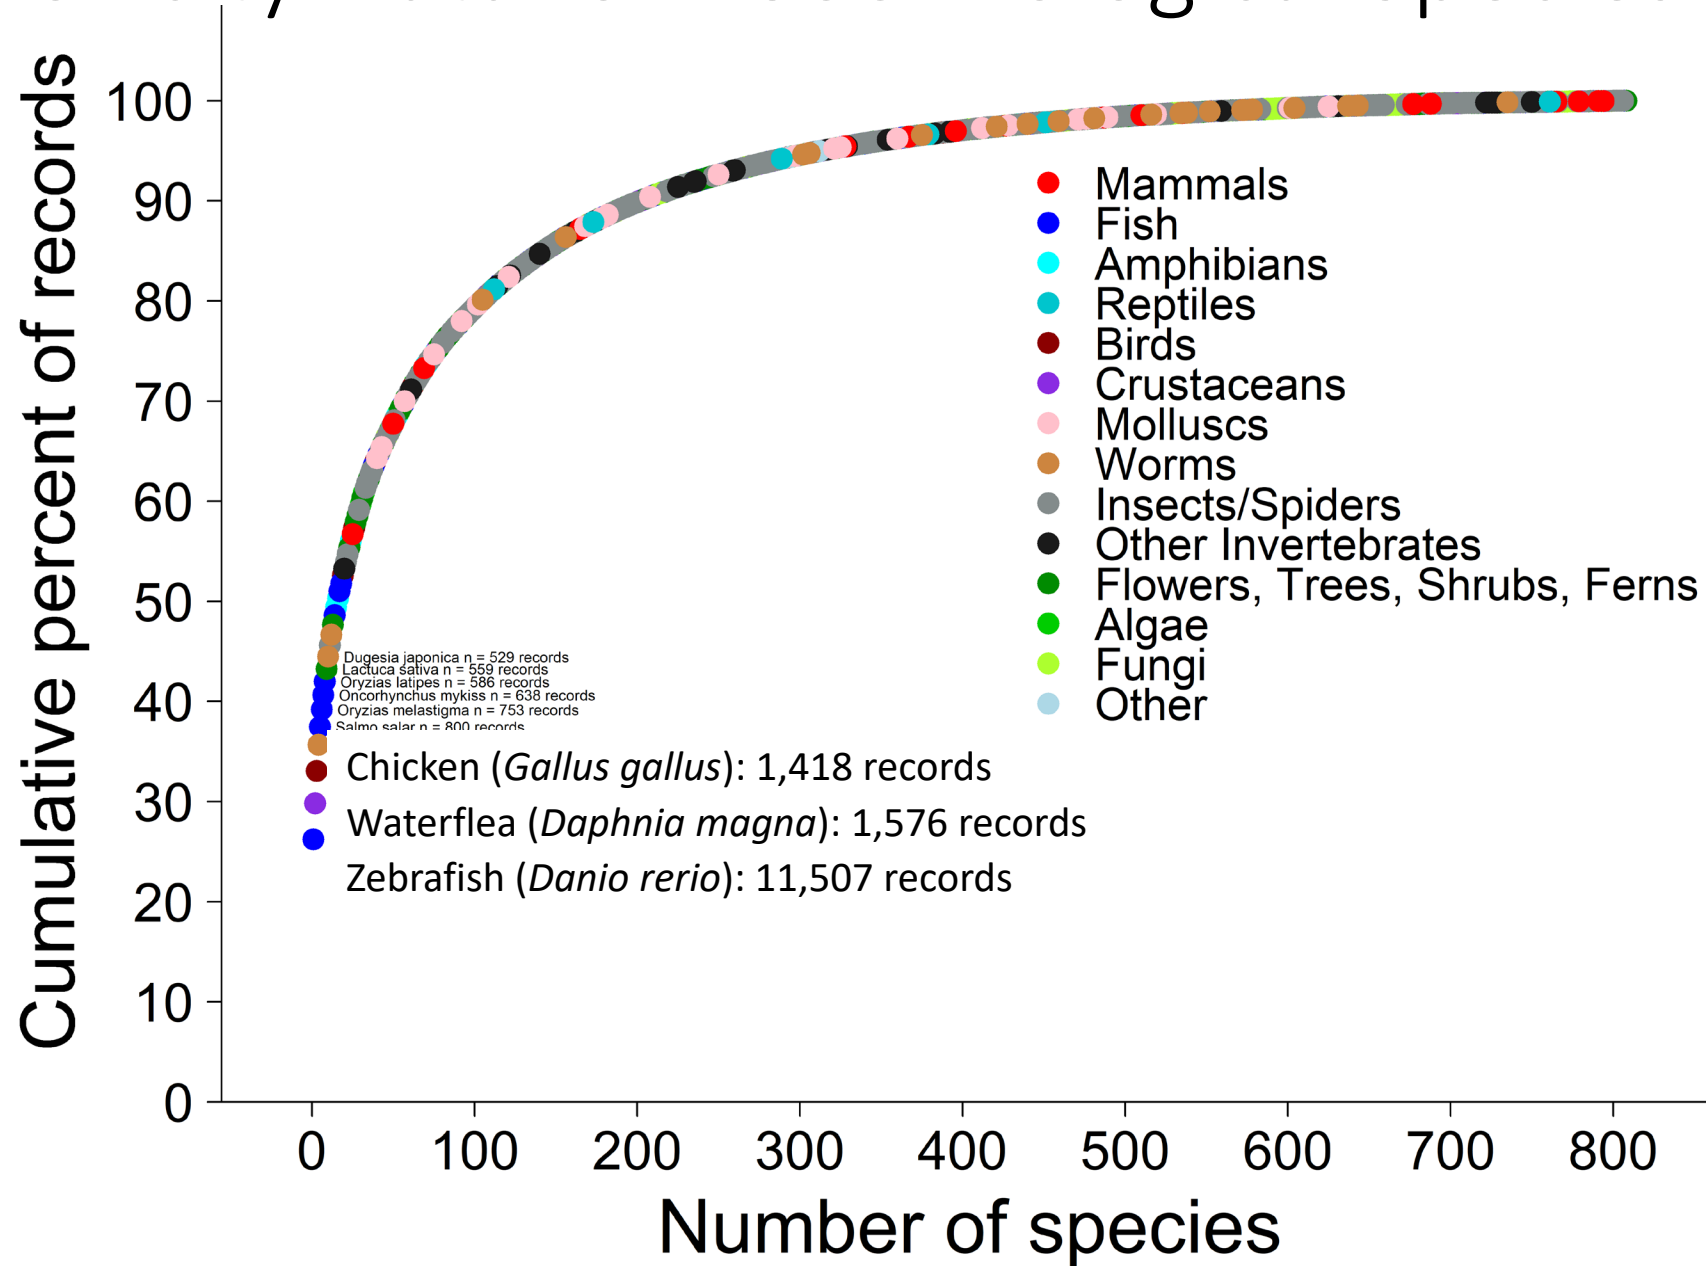 Cumulative percent of records
100
90
80
70
60
50
40
30
20
10
0
Mammals
Fish
Amphibians
Reptiles
Birds
Crustaceans
Molluscs
Worms
Insects/Spiders
Other Invertebrates
Flowers, Trees, Shrubs, Ferns
Algae
Fungi
Other
Dugesia japonica n = 529 records
Lactuca sativa n = 559 records
Oryzias latipes n = 586 records
Oncorhynchus mykiss n = 638 records
Oryzias melastigma n = 753 records
Salmo salar n = 800 records
Chicken (Gallus gallus): 1,418 records
Waterflea (Daphnia magna): 1,576 records
Zebrafish (Danio rerio): 11,507 records
0 100 200 300 400 500 600 700 800
Number of species